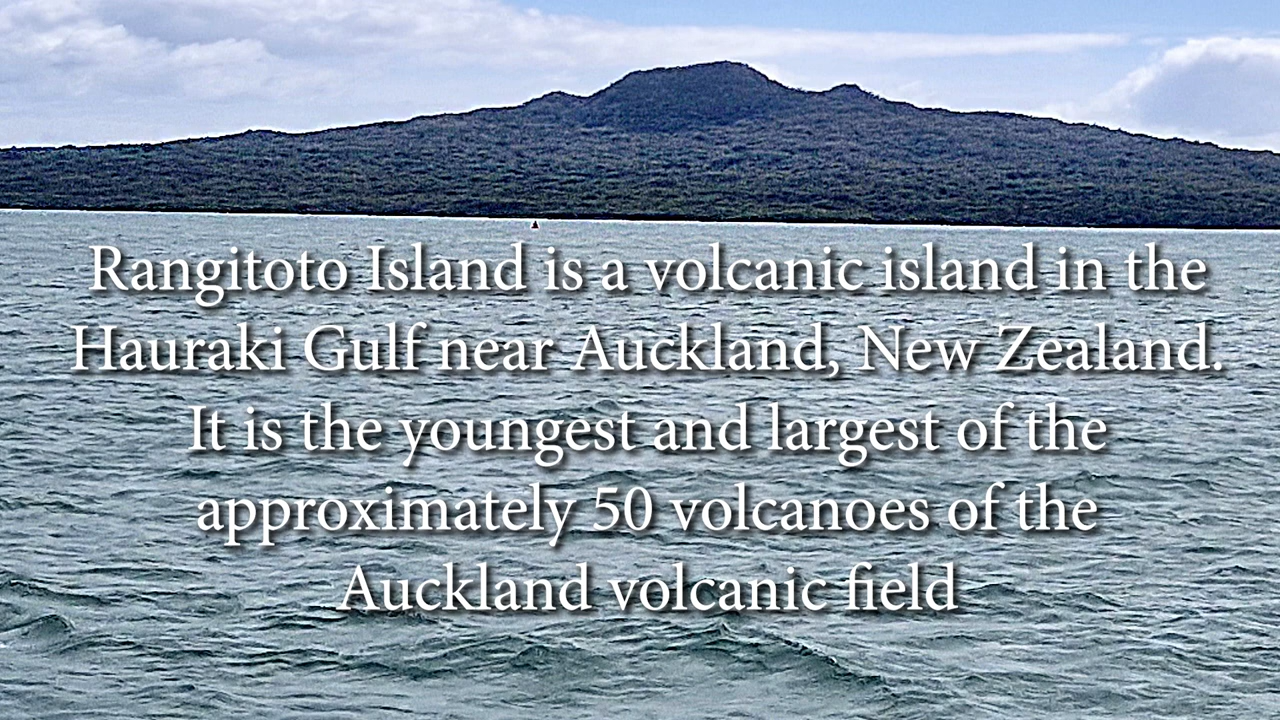 Rangitoto Island is a volcanic island in the
Hauraki Gulf near Auckland, New Zealand.
It is the youngest and largest of the
approximately 50 volcanoes of the
Auckland volcanic field